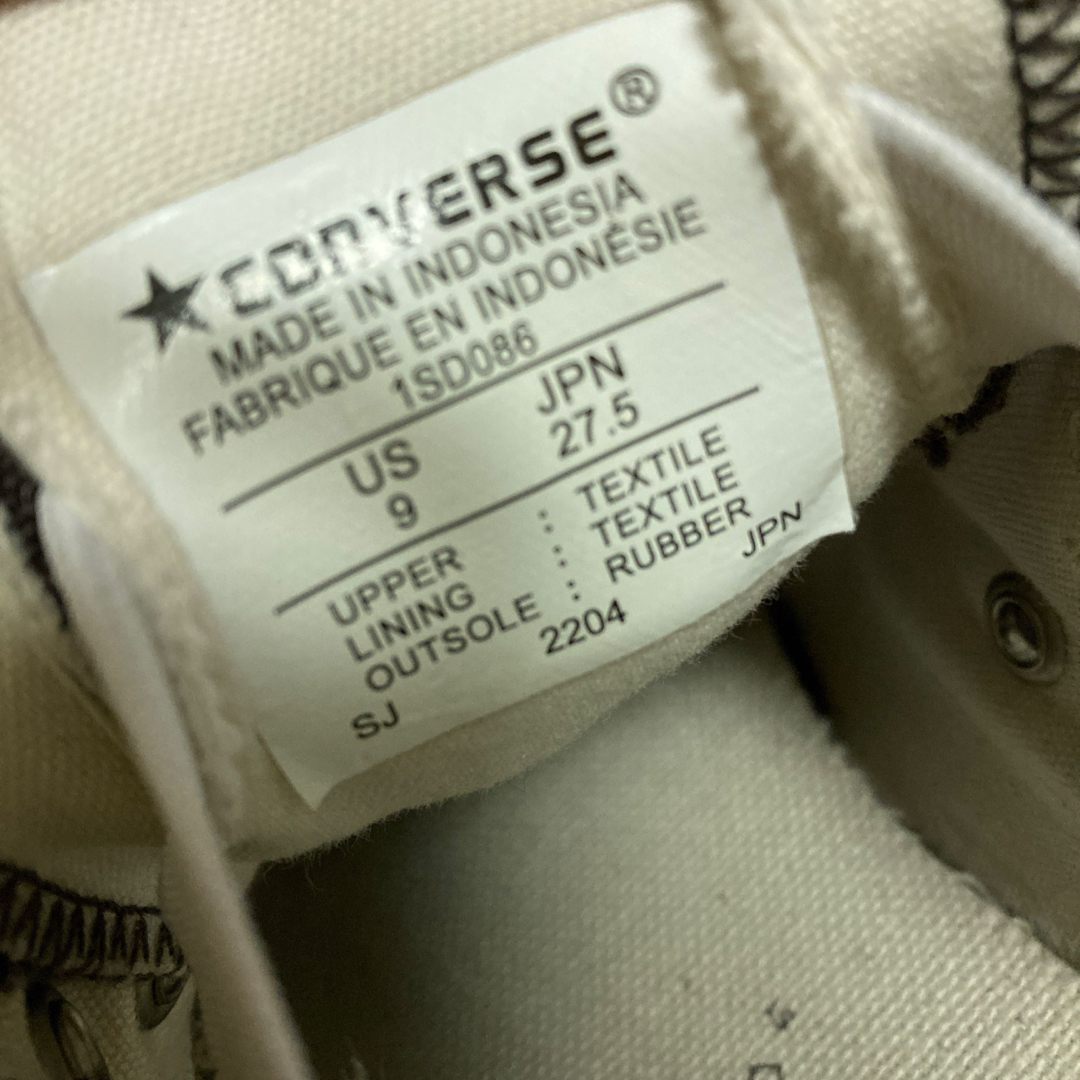 ★CONVERSE®
MADE IN INDONESIA
FABRIQUE EN INDONÉSIE
1SD086
US JPN
9 27.5
UPPER : TEXTILE
LINING : TEXTILE
OUTSOLE : RUBBER
2204 JPN
SJ